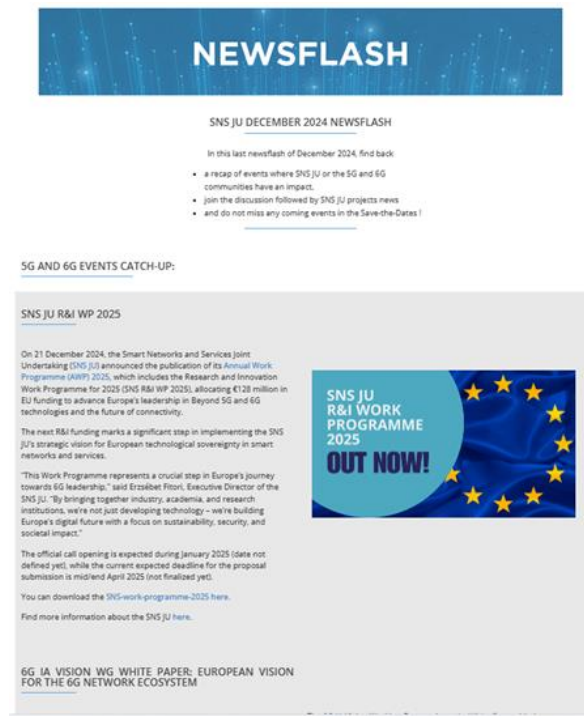 NEWSFLASH
SNS JU DECEMBER 2024 NEWSFLASH
In this last newsflash of December 2024, find back
• a recap of events where SNS JU or the 5G and 6G
communities have an impact,
• join the discussion followed by SNS JU projects news
• and do not miss any coming events in the Save-the-Dates !
5G AND 6G EVENTS CATCH-UP:
SNS JU R&I WP 2025
On 21 December 2024, the Smart Networks and Services Joint
Undertaking (SNS JU) announced the publication of its Annual Work
Programme (AWP) 2025, which includes the Research and Innovation
Work Programme for 2025 (SNS R&I WP 2025), allocating €128 million in
EU funding to advance Europe's leadership in Beyond 5G and 6G
technologies and the future of connectivity.
The next R&I funding marks a significant step in implementing the SNS
JU's strategic vision for European technological sovereignty in smart
networks and services.
"This Work Programme represents a crucial step in Europe's journey
towards 6G leadership," said Erzsébet Fitori, Executive Director of the
SNS JU. "By bringing together industry, academia, and research
institutions, we're not just developing technology – we're building
Europe's digital future with a focus on sustainability, security, and
societal impact."
The official call opening is expected during January 2025 (date not
defined yet), while the current expected deadline for the proposal
submission is mid/end April 2025 (not finalized yet).
You can download the SNS-work-programme-2025 here.
Find more information about the SNS JU here.
SNS JU
R&I WORK
PROGRAMME
2025
OUT NOW!
6G IA VISION WG WHITE PAPER: EUROPEAN VISION
FOR THE 6G NETWORK ECOSYSTEM